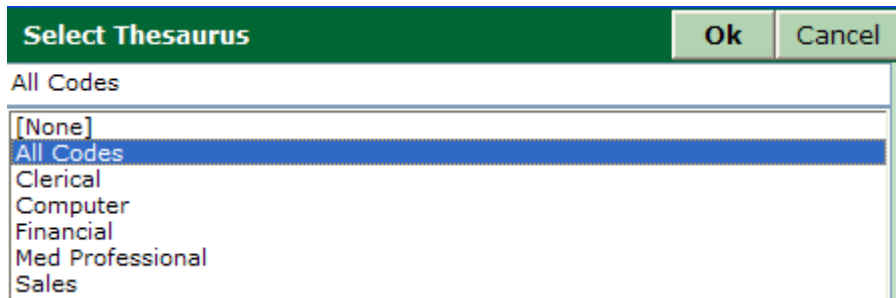 Select Thesaurus Ok Cancel
All Codes
[None]
All Codes
Clerical
Computer
Financial
Med Professional
Sales